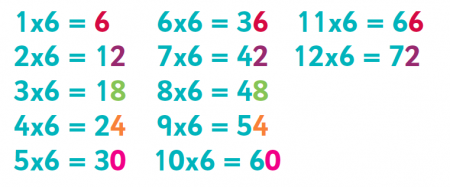 1x6 = 6
2x6 = 12
3x6 = 18
4x6 = 24
5x6 = 30
6x6 = 36
7x6 = 42
8x6 = 48
9x6 = 54
10x6 = 60
11x6 = 66
12x6 = 72